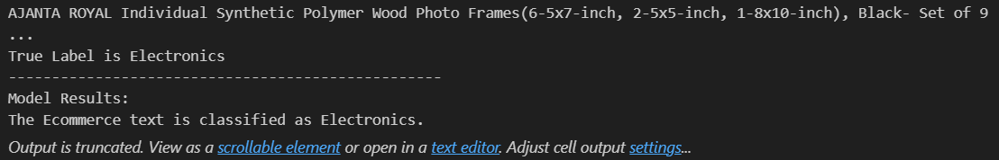 AJANTA ROYAL Individual Synthetic Polymer Wood Photo Frames(6-5x7-inch, 2-5x5-inch, 1-8x10-inch), Black- Set of 9
...
True Label is Electronics
--------------------------------------------------
Model Results:
The Ecommerce text is classified as Electronics.
Output is truncated. View as a scrollable element or open in a text editor. Adjust cell output settings...